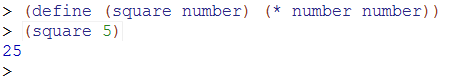 > (define (square number) (* number number))
> (square 5)
25
>